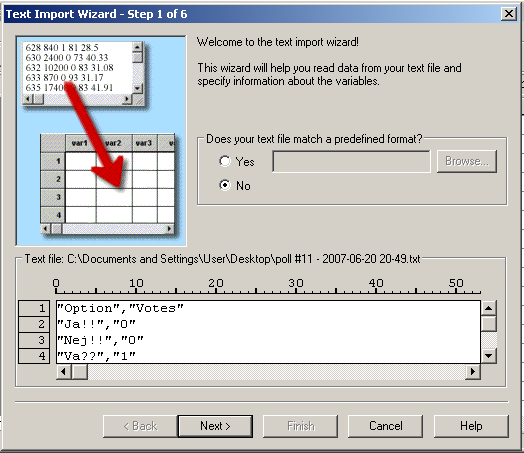 Text Import Wizard - Step 1 of 6
628 840 1 81 28.5
630 2400 0 73 40.33
632 10200 0 83 31.08
633 870 0 93 31.17
635 1740 83 41.91
var1 var2 var3 v
1
2
3
4
Welcome to the text import wizard!
This wizard will help you read data from your text file and
specify information about the variables.
Does your text file match a predefined format?
Yes
Browse...
No
Text file: C:\Documents and Settings\User\Desktop\poll #11 - 2007-06-20 20-49.txt
0 10 20 30 40 50
1 "Option","Votes"
2 "Ja!!","0"
3 "Nej!!","0"
4 "Va??","1"
< Back Next > Finish Cancel Help